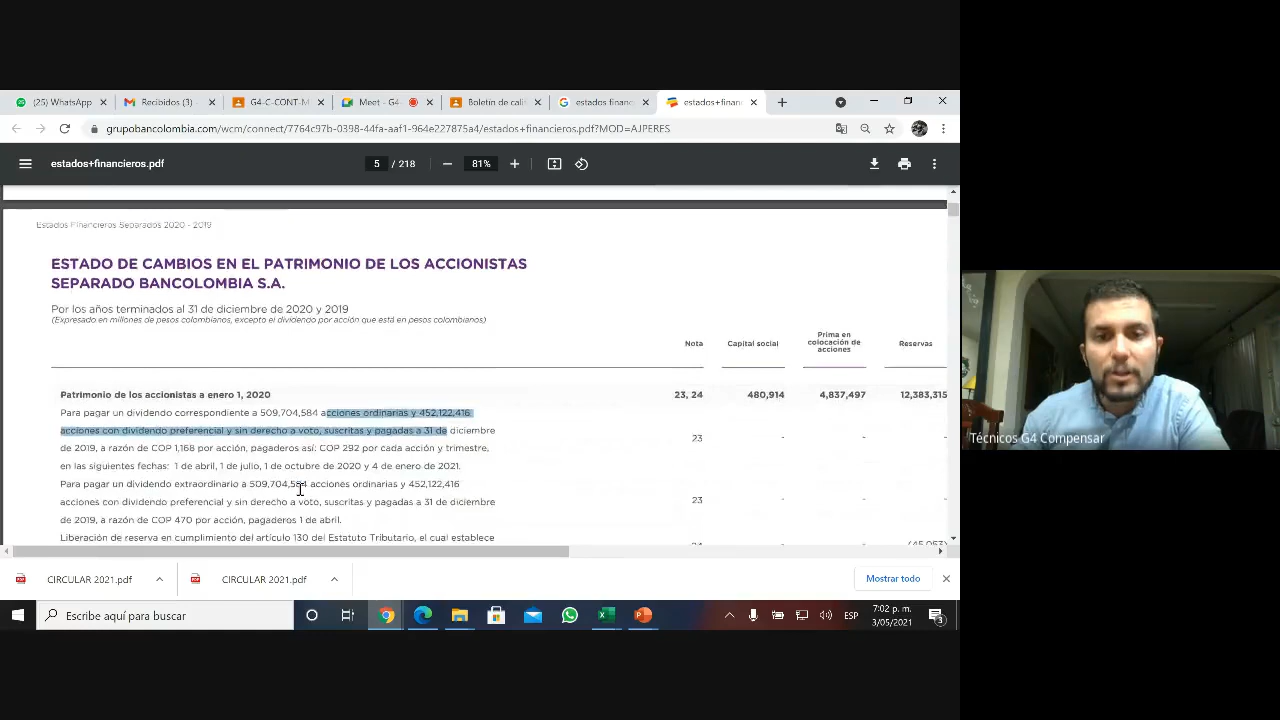 (25) WhatsApp
Recibidos (3) -
G4-C-CONT-M
Meet - G4-
Boletín de cali
estados financ
estados+finan
grupobancolombia.com/wcm/connect/7764c97b-0398-44fa-aaf1-964e227875a4/estados+financieros.pdf?MOD=AJPERES
estados+financieros.pdf
5 / 218
81%
Estados Financieros Separados 2020 - 2019
ESTADO DE CAMBIOS EN EL PATRIMONIO DE LOS ACCIONISTAS
SEPARADO BANCOLOMBIA S.A.
Por los años terminados al 31 de diciembre de 2020 y 2019
(Expresado en millones de pesos colombianos, excepto el dividendo por acción que está en pesos colombianos)
Nota Capital social Prima en colocación de acciones Reservas
Patrimonio de los accionistas a enero 1, 2020 23, 24 480,914 4,837,497 12,383,315
Para pagar un dividendo correspondiente a 509,704,584 acciones ordinarias y 452,122,416
acciones con dividendo preferencial y sin derecho a voto, suscritas y pagadas a 31 de diciembre
23 - - -
de 2019, a razón de COP 1,168 por acción, pagaderos así: COP 292 por cada acción y trimestre,
en las siguientes fechas: 1 de abril, 1 de julio, 1 de octubre de 2020 y 4 de enero de 2021.
Para pagar un dividendo extraordinario a 509,704,584 acciones ordinarias y 452,122,416
acciones con dividendo preferencial y sin derecho a voto, suscritas y pagadas a 31 de diciembre
23 - - -
de 2019, a razón de COP 470 por acción, pagaderos 1 de abril.
Liberación de reserva en cumplimiento del artículo 130 del Estatuto Tributario, el cual establece
24 - - (45,053)
Técnicos G4 Compensar
CIRCULAR 2021.pdf
CIRCULAR 2021.pdf
Mostrar todo
Escribe aquí para buscar
ESP
7:02 p. m.
3/05/2021
3